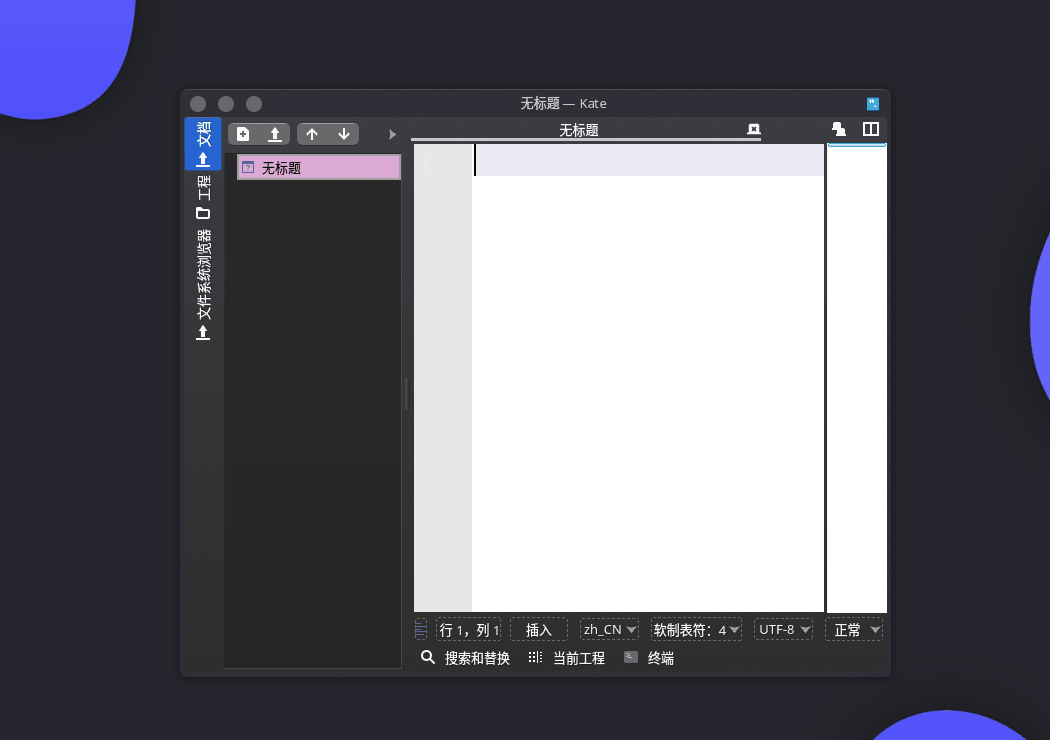 无标题 — Kate
文档
工程
文件系统浏览器
无标题
无标题
行 1，列 1
插入
zh_CN
软制表符：4
UTF-8
正常
搜索和替换
当前工程
终端